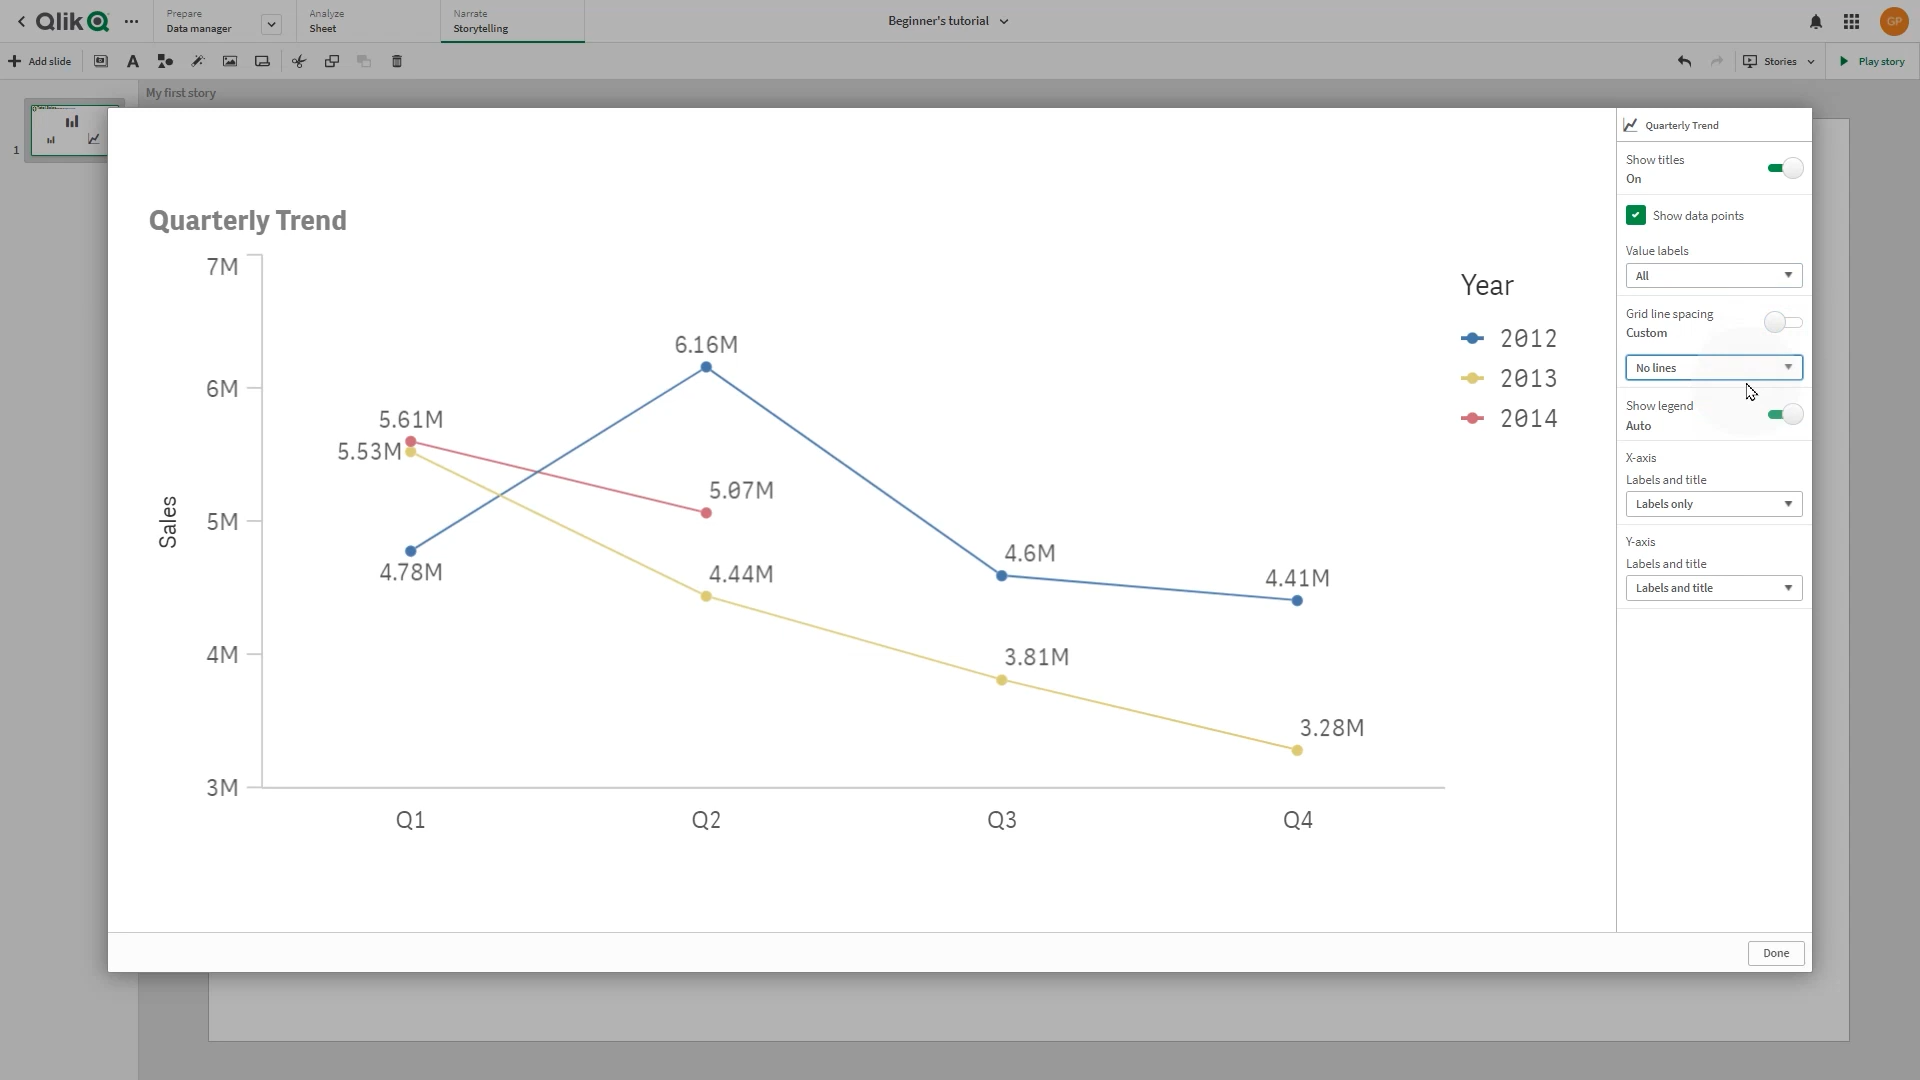 Qlik
Prepare
Data manager
Analyze
Sheet
Narrate
Storytelling
Beginner's tutorial
GP
Add slide
A
Stories
Play story
My first story
1
Quarterly Trend
7M
6M
5M
4M
3M
Sales
6.16M
5.61M
5.53M
5.07M
4.78M
4.44M
4.6M
4.41M
3.81M
3.28M
Q1
Q2
Q3
Q4
Year
2012
2013
2014
Quarterly Trend
Show titles
On
Show data points
Value labels
All
Grid line spacing
Custom
No lines
Show legend
Auto
X-axis
Labels and title
Labels only
Y-axis
Labels and title
Labels and title
Done